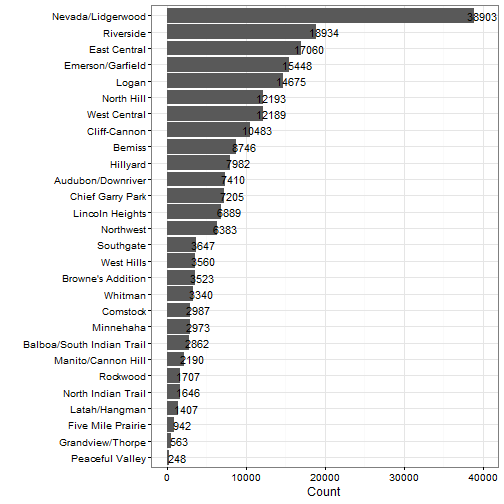 Nevada/Lidgerwood 38903
Riverside 18934
East Central 17060
Emerson/Garfield 15448
Logan 14675
North Hill 12193
West Central 12189
Cliff-Cannon 10483
Bemiss 8746
Hillyard 7982
Audubon/Downriver 7410
Chief Garry Park 7205
Lincoln Heights 6889
Northwest 6383
Southgate 3647
West Hills 3560
Browne's Addition 3523
Whitman 3340
Comstock 2987
Minnehaha 2973
Balboa/South Indian Trail 2862
Manito/Cannon Hill 2190
Rockwood 1707
North Indian Trail 1646
Latah/Hangman 1407
Five Mile Prairie 942
Grandview/Thorpe 563
Peaceful Valley 248
0 10000 20000 30000 40000
Count